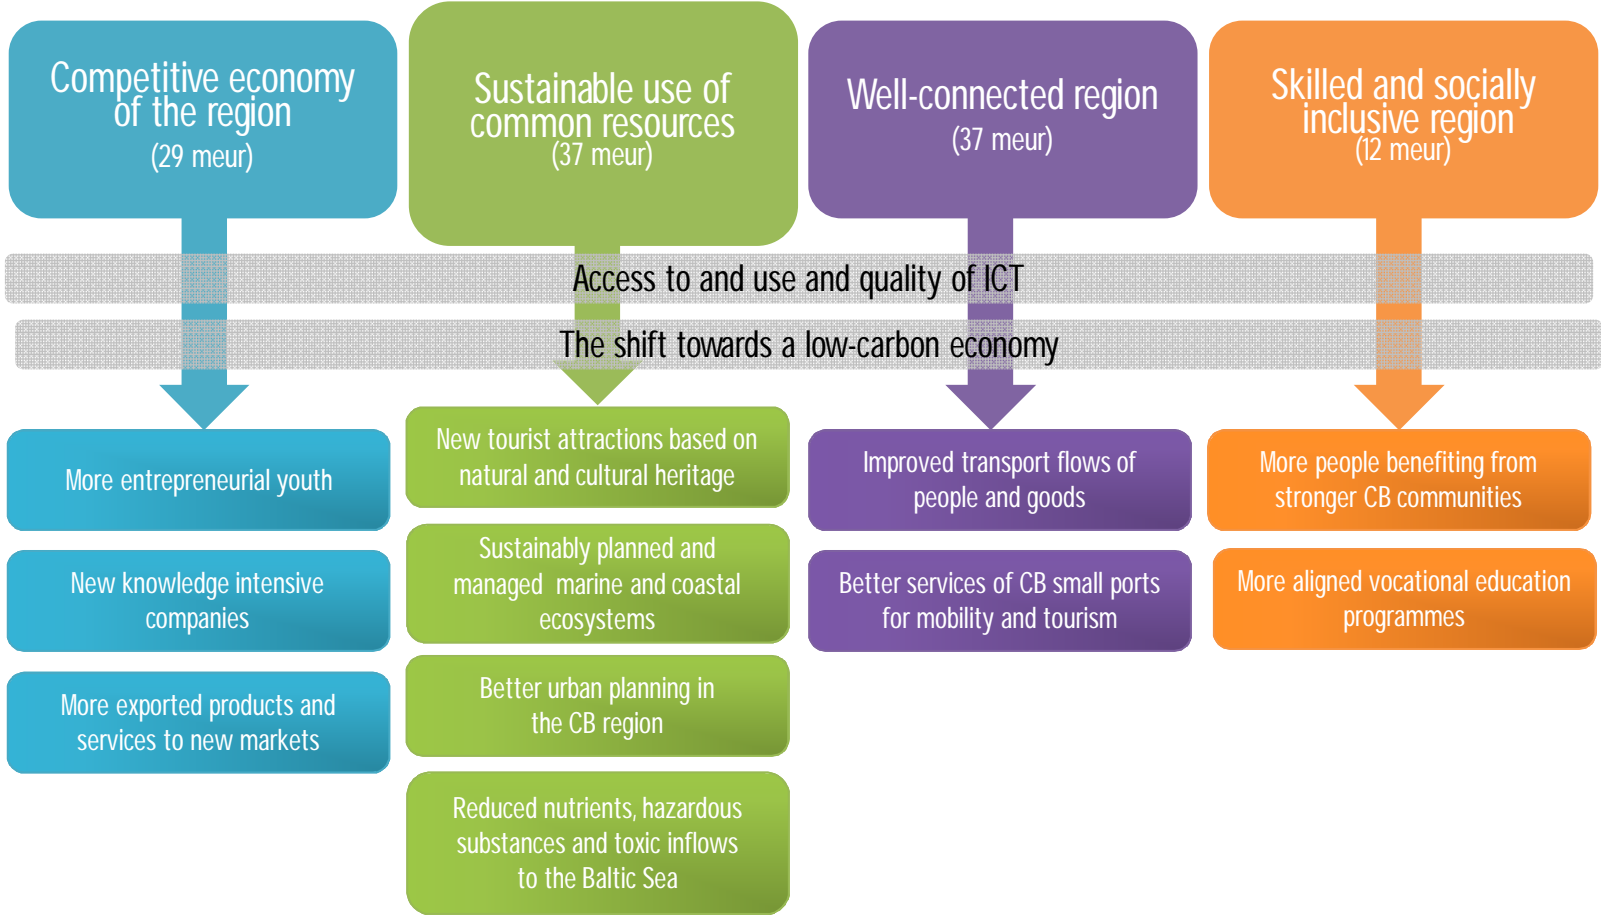 Competitive economy
of the region
(29 meur)
Sustainable use of
common resources
(37 meur)
Well-connected region
(37 meur)
Skilled and socially
inclusive region
(12 meur)
Access to and use and quality of ICT
The shift towards a low-carbon economy
More entrepreneurial youth
New knowledge intensive
companies
More exported products and
services to new markets
New tourist attractions based on
natural and cultural heritage
Sustainably planned and
managed marine and coastal
ecosystems
Better urban planning in
the CB region
Reduced nutrients, hazardous
substances and toxic inflows
to the Baltic Sea
Improved transport flows of
people and goods
Better services of CB small ports
for mobility and tourism
More people benefiting from
stronger CB communities
More aligned vocational education
programmes